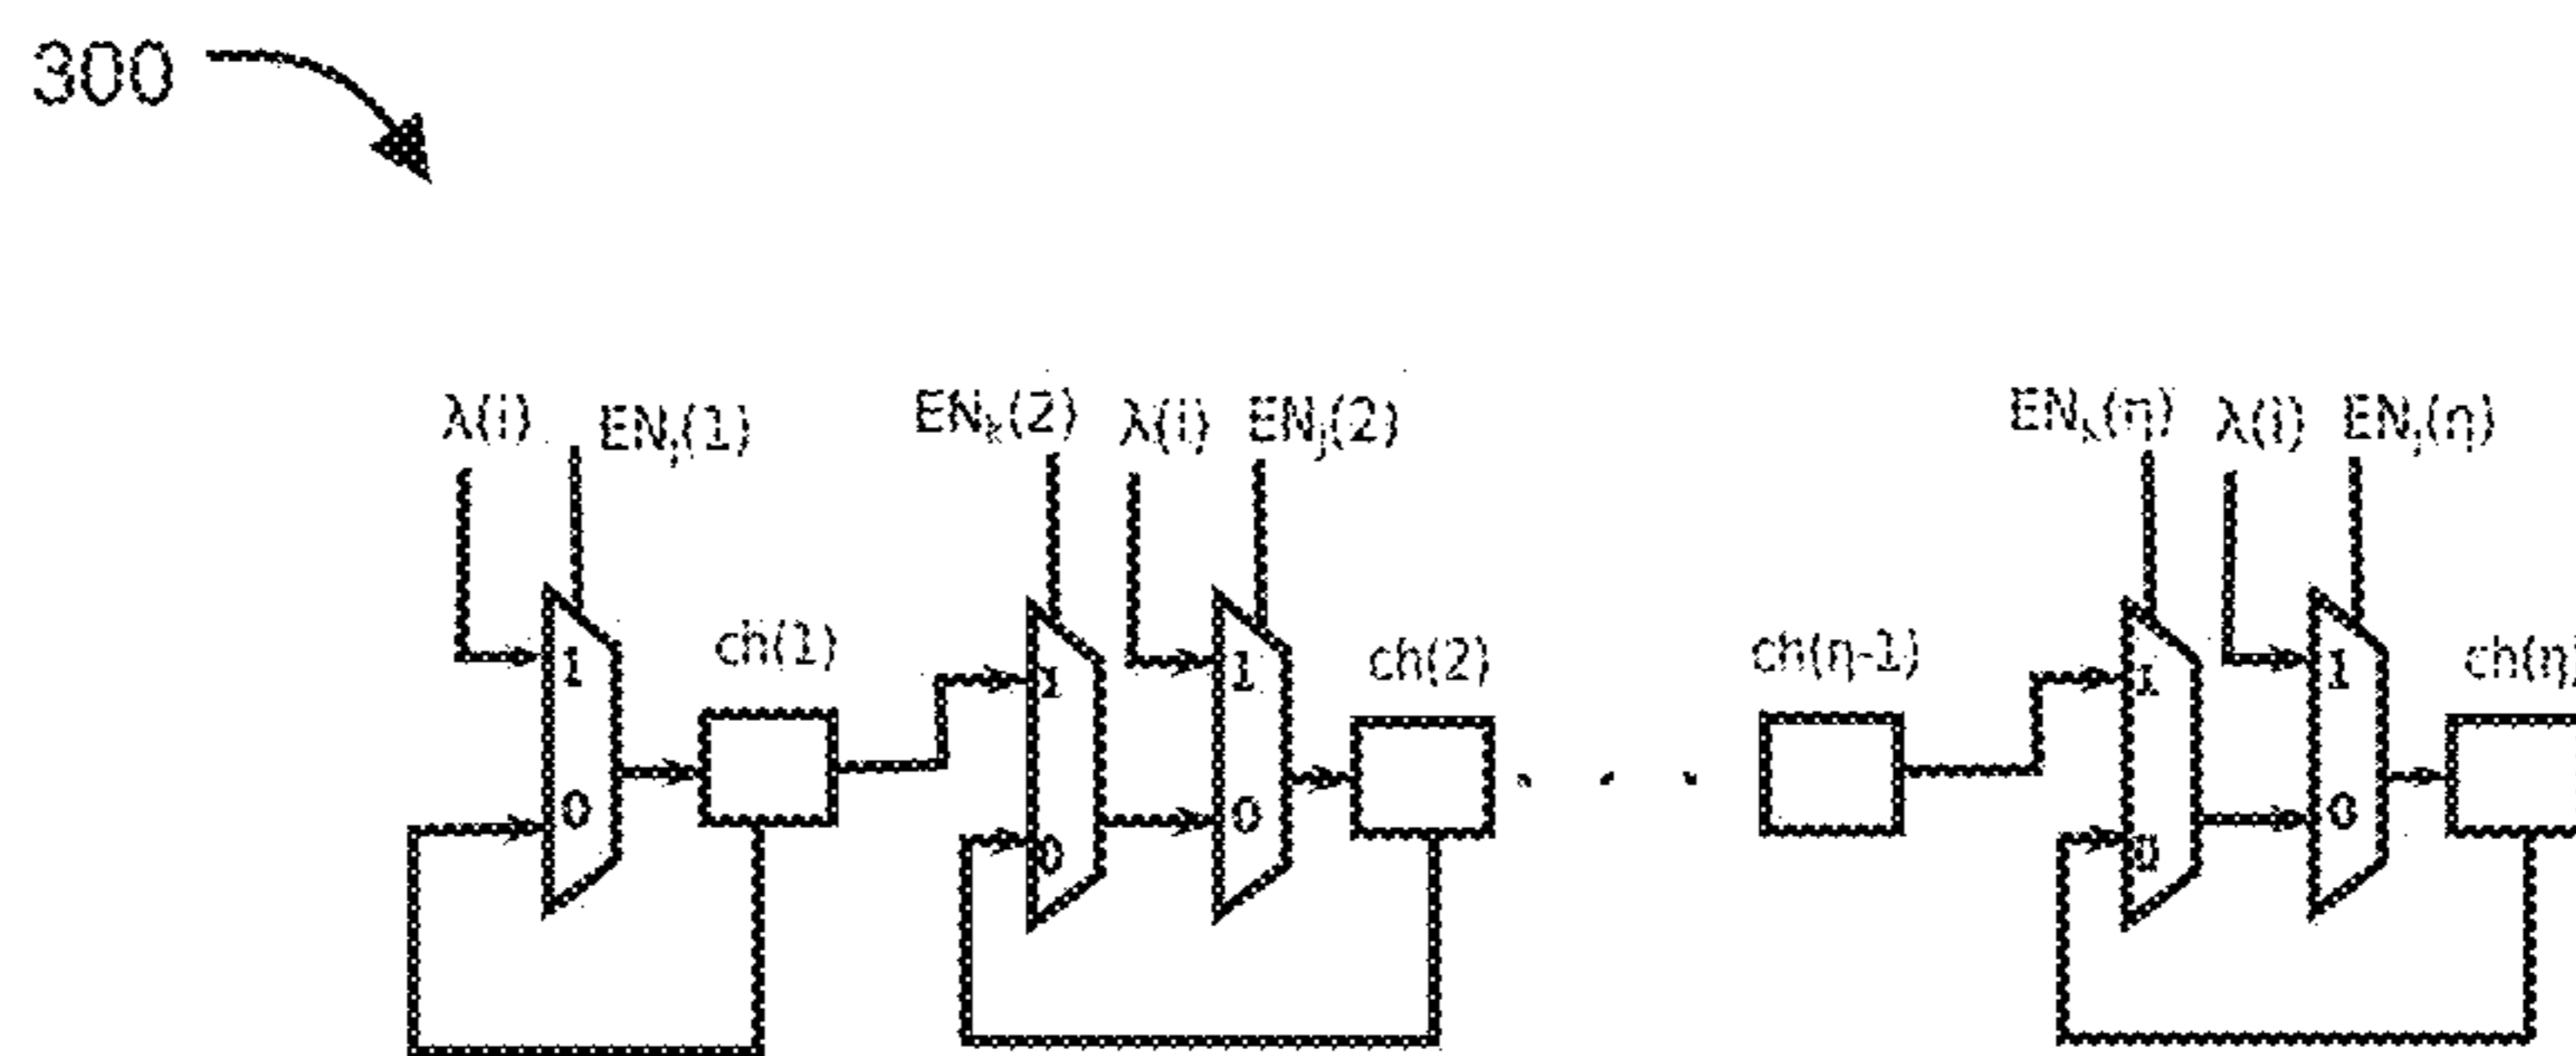 300
λ(i) ENⱼ(1) ENₖ(2) λ(i) ENⱼ(2) ENₖ(η) λ(i) ENⱼ(η)
ch(1) ch(2) ch(η-1) ch(η)
1 1 1 1 1
0 0 0 0 0